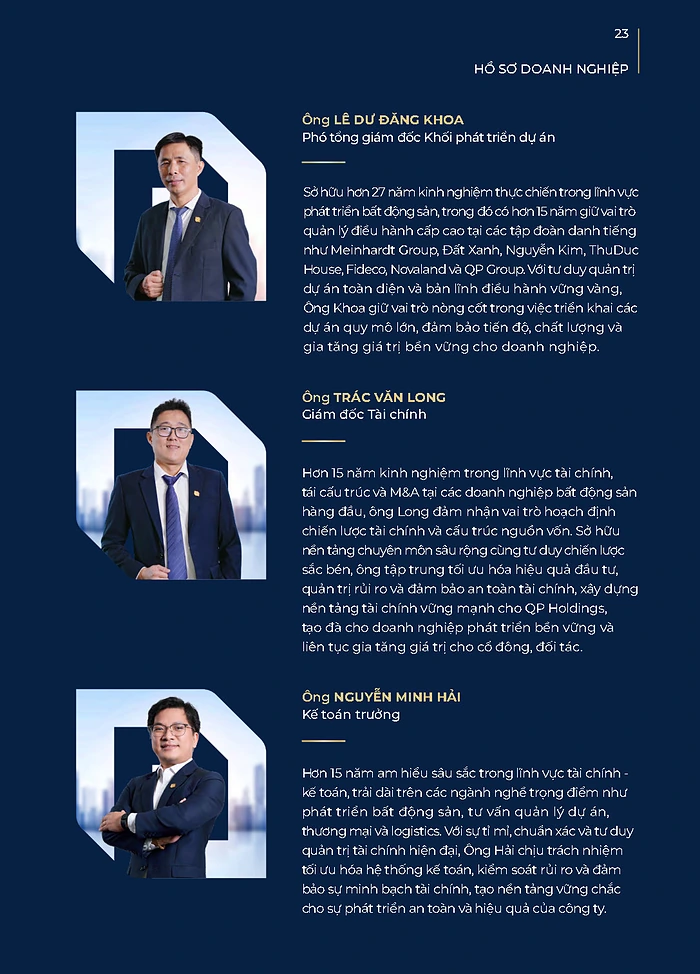 23
HỒ SƠ DOANH NGHIỆP
Ông LÊ DƯ ĐĂNG KHOA
Phó tổng giám đốc Khối phát triển dự án
Sở hữu hơn 27 năm kinh nghiệm thực chiến trong lĩnh vực
phát triển bất động sản, trong đó có hơn 15 năm giữ vai trò
quản lý điều hành cấp cao tại các tập đoàn danh tiếng
như Meinhardt Group, Đất Xanh, Nguyễn Kim, ThuDuc
House, Fideco, Novaland và QP Group. Với tư duy quản trị
dự án toàn diện và bản lĩnh điều hành vững vàng,
Ông Khoa giữ vai trò nòng cốt trong việc triển khai các
dự án quy mô lớn, đảm bảo tiến độ, chất lượng và
gia tăng giá trị bền vững cho doanh nghiệp.
Ông TRÁC VĂN LONG
Giám đốc Tài chính
Hơn 15 năm kinh nghiệm trong lĩnh vực tài chính,
tái cấu trúc và M&A tại các doanh nghiệp bất động sản
hàng đầu, ông Long đảm nhận vai trò hoạch định
chiến lược tài chính và cấu trúc nguồn vốn. Sở hữu
nền tảng chuyên môn sâu rộng cùng tư duy chiến lược
sắc bén, ông tập trung tối ưu hóa hiệu quả đầu tư,
quản trị rủi ro và đảm bảo an toàn tài chính, xây dựng
nền tảng tài chính vững mạnh cho QP Holdings,
tạo đà cho doanh nghiệp phát triển bền vững và
liên tục gia tăng giá trị cho cổ đông, đối tác.
Ông NGUYỄN MINH HẢI
Kế toán trưởng
Hơn 15 năm am hiểu sâu sắc trong lĩnh vực tài chính -
kế toán, trải dài trên các ngành nghề trọng điểm như
phát triển bất động sản, tư vấn quản lý dự án,
thương mại và logistics. Với sự tỉ mỉ, chuẩn xác và tư duy
quản trị tài chính hiện đại, Ông Hải chịu trách nhiệm
tối ưu hóa hệ thống kế toán, kiểm soát rủi ro và đảm
bảo sự minh bạch tài chính, tạo nền tảng vững chắc
cho sự phát triển an toàn và hiệu quả của công ty.